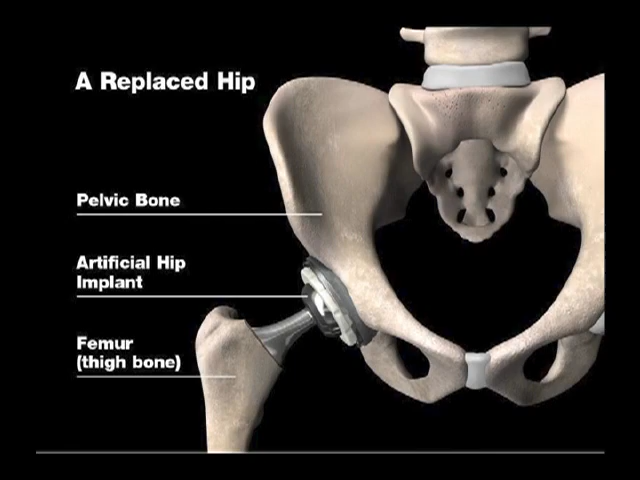 A Replaced Hip
Pelvic Bone
Artificial Hip
Implant
Femur
(thigh bone)